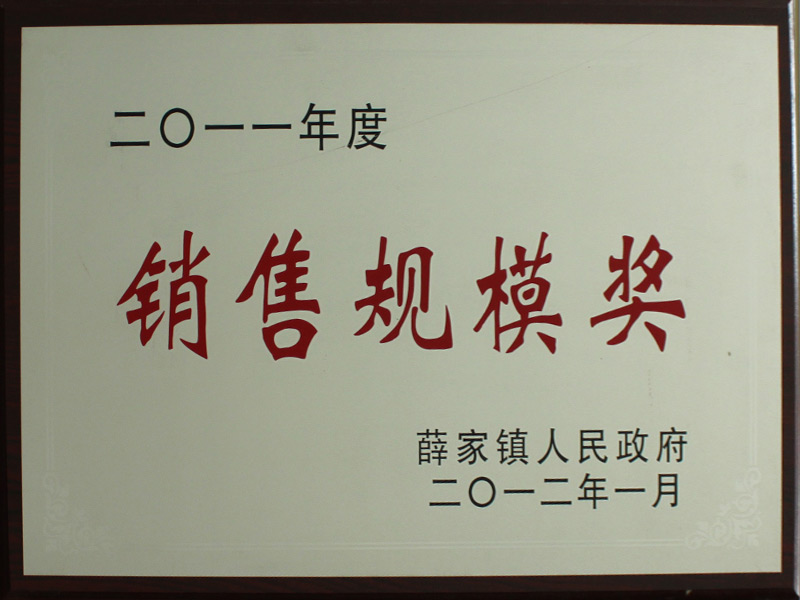 二〇一一年度
销售规模奖
薛家镇人民政府
二〇一二年一月